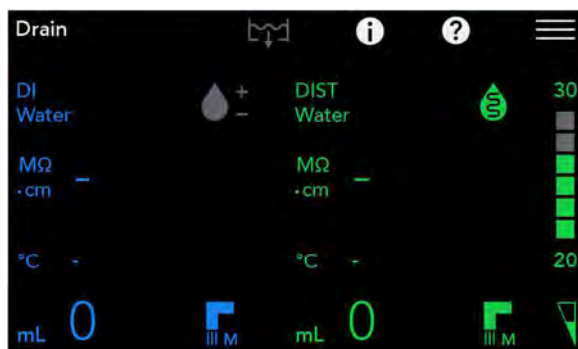 Drain i ?
DI
Water
+
−
DIST
Water
30
MΩ
·cm –
MΩ
·cm –
°C -
°C -
20
mL 0
III M
mL 0
III M